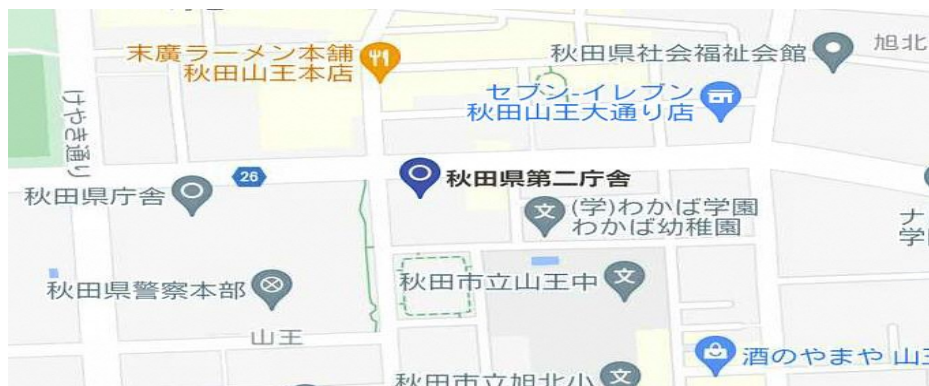 末廣ラーメン本舗
秋田山王本店
秋田県社会福祉会館
旭北
セブン-イレブン
秋田山王大通り店
けやき通り
26
秋田県庁舎
秋田県第二庁舎
(学)わかば学園
わかば幼稚園
ナ
学
秋田県警察本部
文
秋田市立山王中
文
山王
酒のやまや 山王
秋田市立旭北小
文